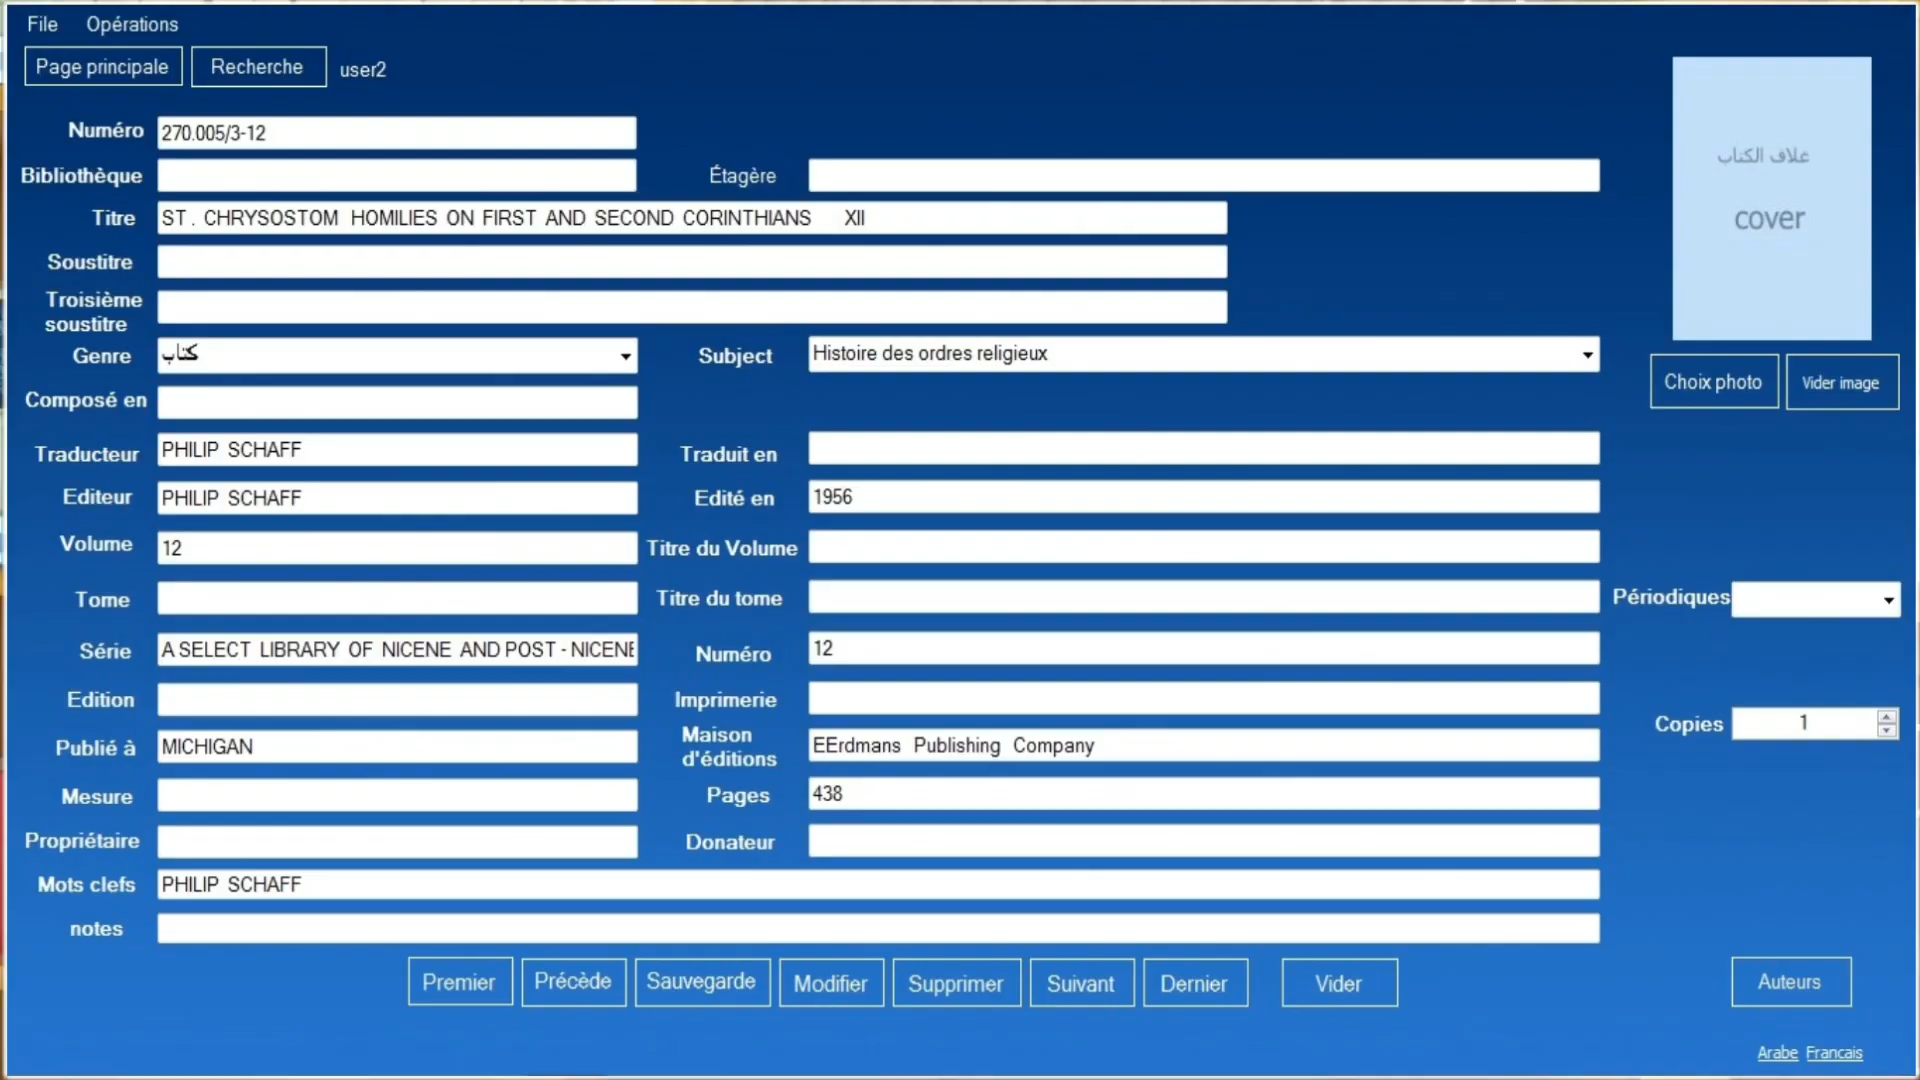 File Opérations
Page principale Recherche user2
Numéro 270.005/3-12
Bibliothèque Étagère
Titre ST . CHRYSOSTOM HOMILIES ON FIRST AND SECOND CORINTHIANS XII
Soustitre
Troisième
soustitre
Genre كتاب Subject Histoire des ordres religieux
Composé en
Traducteur PHILIP SCHAFF Traduit en
Editeur PHILIP SCHAFF Edité en 1956
Volume 12 Titre du Volume
Tome Titre du tome Périodiques
Série A SELECT LIBRARY OF NICENE AND POST - NICENE Numéro 12
Edition Imprimerie
Copies 1
Publié à MICHIGAN Maison
d'éditions EErdmans Publishing Company
Mesure Pages 438
Propriétaire Donateur
Mots clefs PHILIP SCHAFF
notes
غلاف الكتاب
cover
Choix photo Vider image
Premier Précède Sauvegarde Modifier Supprimer Suivant Dernier Vider Auteurs
Arabe Francais